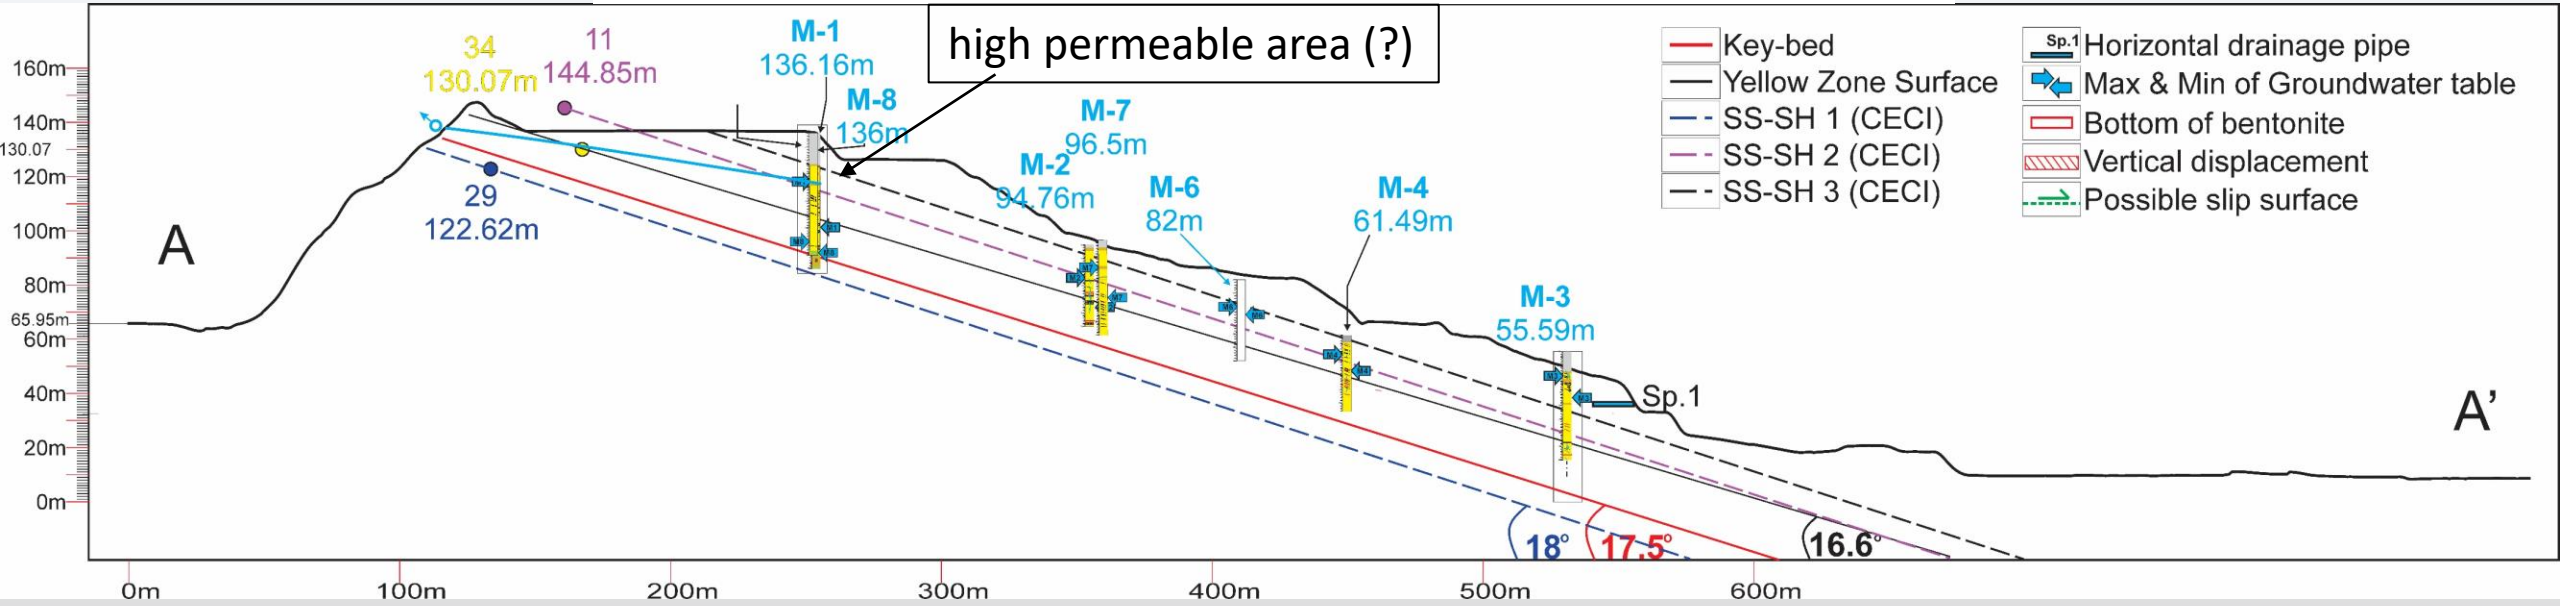 high permeable area (?)
34
130.07m
11
144.85m
M-1
136.16m
M-8
136m
M-7
96.5m
M-2
94.76m
M-6
82m
M-4
61.49m
M-3
55.59m
29
122.62m
A
A’
Sp.1
160m
140m
130.07
120m
100m
80m
65.95m
60m
40m
20m
0m
18°
17.5°
16.6°
0m
100m
200m
300m
400m
500m
600m
Key-bed
Yellow Zone Surface
SS-SH 1 (CECI)
SS-SH 2 (CECI)
SS-SH 3 (CECI)
Sp.1
Horizontal drainage pipe
Max & Min of Groundwater table
Bottom of bentonite
Vertical displacement
Possible slip surface